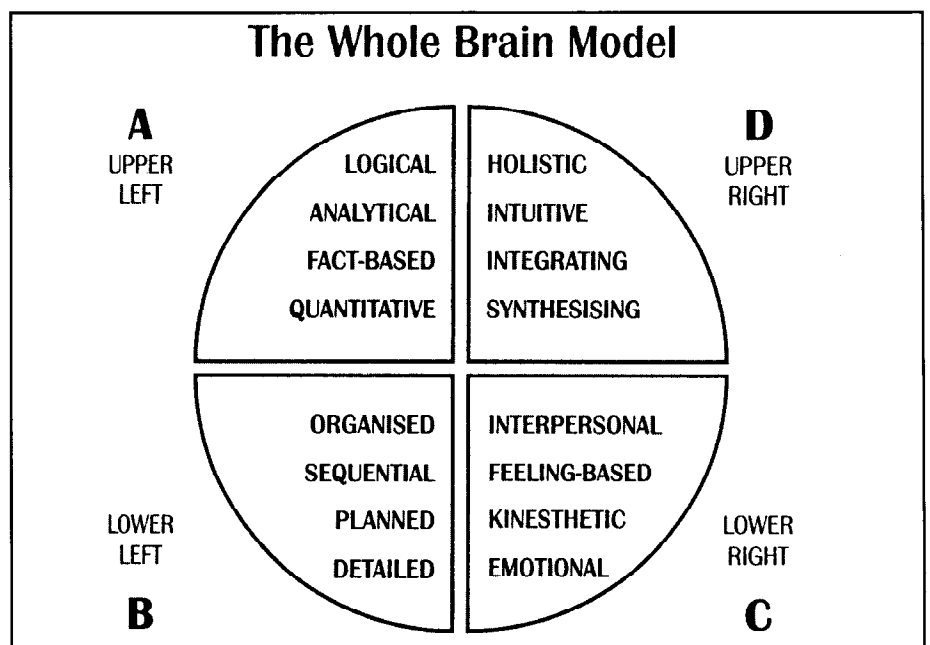 The Whole Brain Model
A
UPPER
LEFT
LOGICAL
ANALYTICAL
FACT-BASED
QUANTITATIVE
D
UPPER
RIGHT
HOLISTIC
INTUITIVE
INTEGRATING
SYNTHESISING
ORGANISED
SEQUENTIAL
PLANNED
DETAILED
LOWER
LEFT
B
INTERPERSONAL
FEELING-BASED
KINESTHETIC
EMOTIONAL
LOWER
RIGHT
C